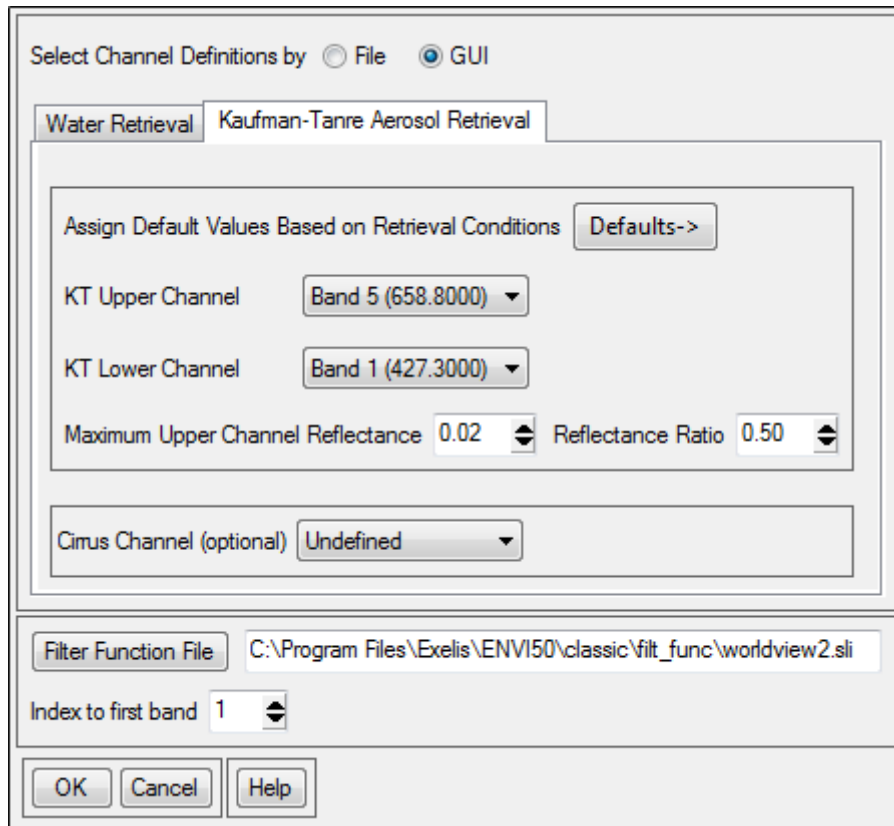 Select Channel Definitions by File GUI
Water Retrieval Kaufman-Tanre Aerosol Retrieval
Assign Default Values Based on Retrieval Conditions Defaults->
KT Upper Channel Band 5 (658.8000)
KT Lower Channel Band 1 (427.3000)
Maximum Upper Channel Reflectance 0.02 Reflectance Ratio 0.50
Cirrus Channel (optional) Undefined
Filter Function File C:\Program Files\Exelis\ENVI50\classic\filt_func\worldview2.sli
Index to first band 1
OK Cancel Help